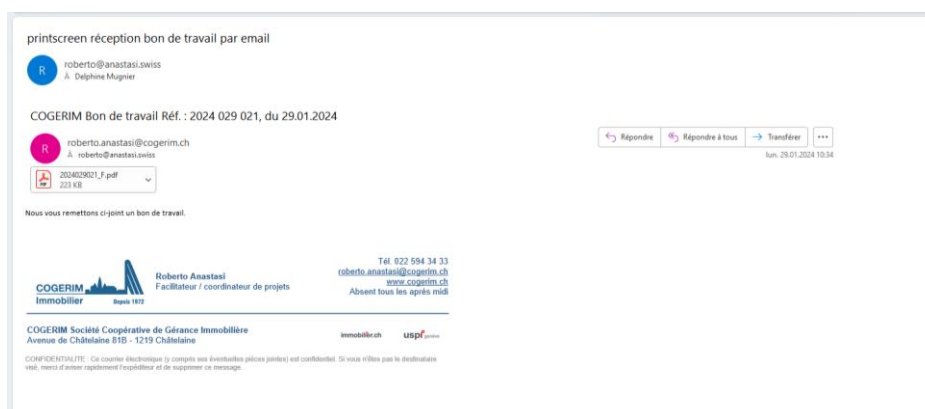 printscreen réception bon de travail par email
R
roberto@anastasi.swiss
À Delphine Mugnier
COGERIM Bon de travail Réf. : 2024 029 021, du 29.01.2024
R
roberto.anastasi@cogerim.ch
À roberto@anastasi.swiss
Répondre
Répondre à tous
Transférer
lun. 29.01.2024 10:34
2024029021_F.pdf
223 KB
Nous vous remettons ci-joint un bon de travail.
COGERIM
Immobilier Depuis 1973
Roberto Anastasi
Facilitateur / coordinateur de projets
Tél. 022 594 34 33
roberto.anastasi@cogerim.ch
www.cogerim.ch
Absent tous les après midi
COGERIM Société Coopérative de Gérance Immobilière
Avenue de Châtelaine 81B - 1219 Châtelaine
immobilier.ch
uspi genève
CONFIDENTIALITE : Ce courrier électronique (y compris ses éventuelles pièces jointes) est confidentiel. Si vous n'êtes pas le destinataire
visé, merci d'aviser rapidement l'expéditeur et de supprimer ce message.